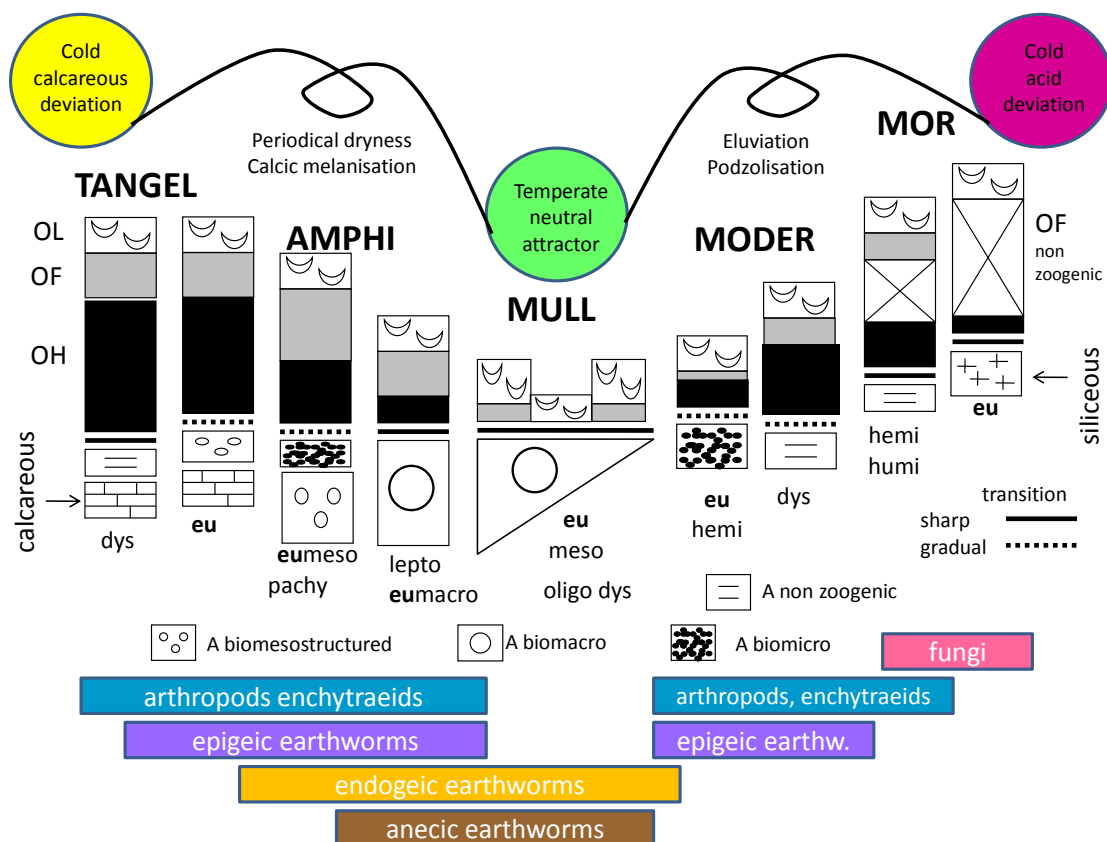 Cold
calcareous
deviation
Cold
acid
deviation
Periodical dryness
Calcic melanisation
Eluviation
Podzolisation
Temperate
neutral
attractor
TANGEL
AMPHI
MULL
MODER
MOR
OL
OF
OH
OF
non
zoogenic
calcareous
siliceous
dys
eu
eumeso
pachy
lepto
eumacro
eu
meso
oligo dys
eu
hemi
dys
hemi
humi
eu
transition
sharp
gradual
A non zoogenic
A biomesostructured
A biomacro
A biomicro
fungi
arthropods enchytraeids
arthropods, enchytraeids
epigeic earthworms
epigeic earthw.
endogeic earthworms
anecic earthworms